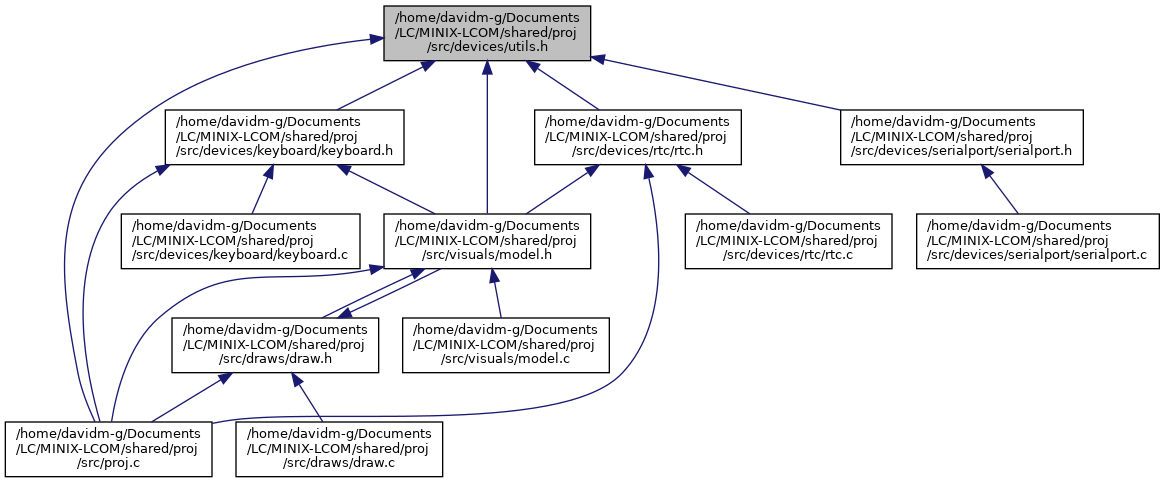 /home/davidm-g/Documents
/LC/MINIX-LCOM/shared/proj
/src/devices/utils.h
/home/davidm-g/Documents
/LC/MINIX-LCOM/shared/proj
/src/devices/keyboard/keyboard.h
/home/davidm-g/Documents
/LC/MINIX-LCOM/shared/proj
/src/devices/rtc/rtc.h
/home/davidm-g/Documents
/LC/MINIX-LCOM/shared/proj
/src/devices/serialport/serialport.h
/home/davidm-g/Documents
/LC/MINIX-LCOM/shared/proj
/src/devices/keyboard/keyboard.c
/home/davidm-g/Documents
/LC/MINIX-LCOM/shared/proj
/src/visuals/model.h
/home/davidm-g/Documents
/LC/MINIX-LCOM/shared/proj
/src/devices/rtc/rtc.c
/home/davidm-g/Documents
/LC/MINIX-LCOM/shared/proj
/src/devices/serialport/serialport.c
/home/davidm-g/Documents
/LC/MINIX-LCOM/shared/proj
/src/draws/draw.h
/home/davidm-g/Documents
/LC/MINIX-LCOM/shared/proj
/src/visuals/model.c
/home/davidm-g/Documents
/LC/MINIX-LCOM/shared/proj
/src/proj.c
/home/davidm-g/Documents
/LC/MINIX-LCOM/shared/proj
/src/draws/draw.c